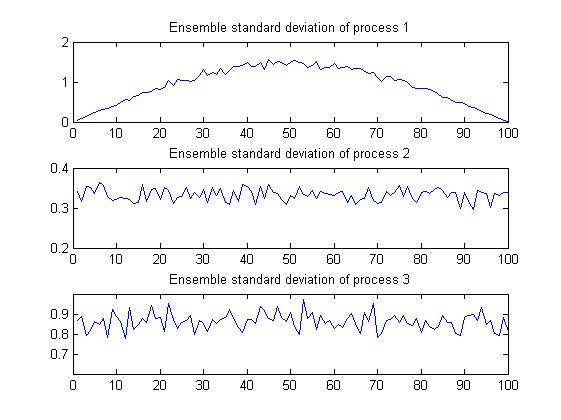 Ensemble standard deviation of process 1
2
1
0
0 10 20 30 40 50 60 70 80 90 100
Ensemble standard deviation of process 2
0.4
0.3
0.2
0 10 20 30 40 50 60 70 80 90 100
Ensemble standard deviation of process 3
0.9
0.8
0.7
0 10 20 30 40 50 60 70 80 90 100